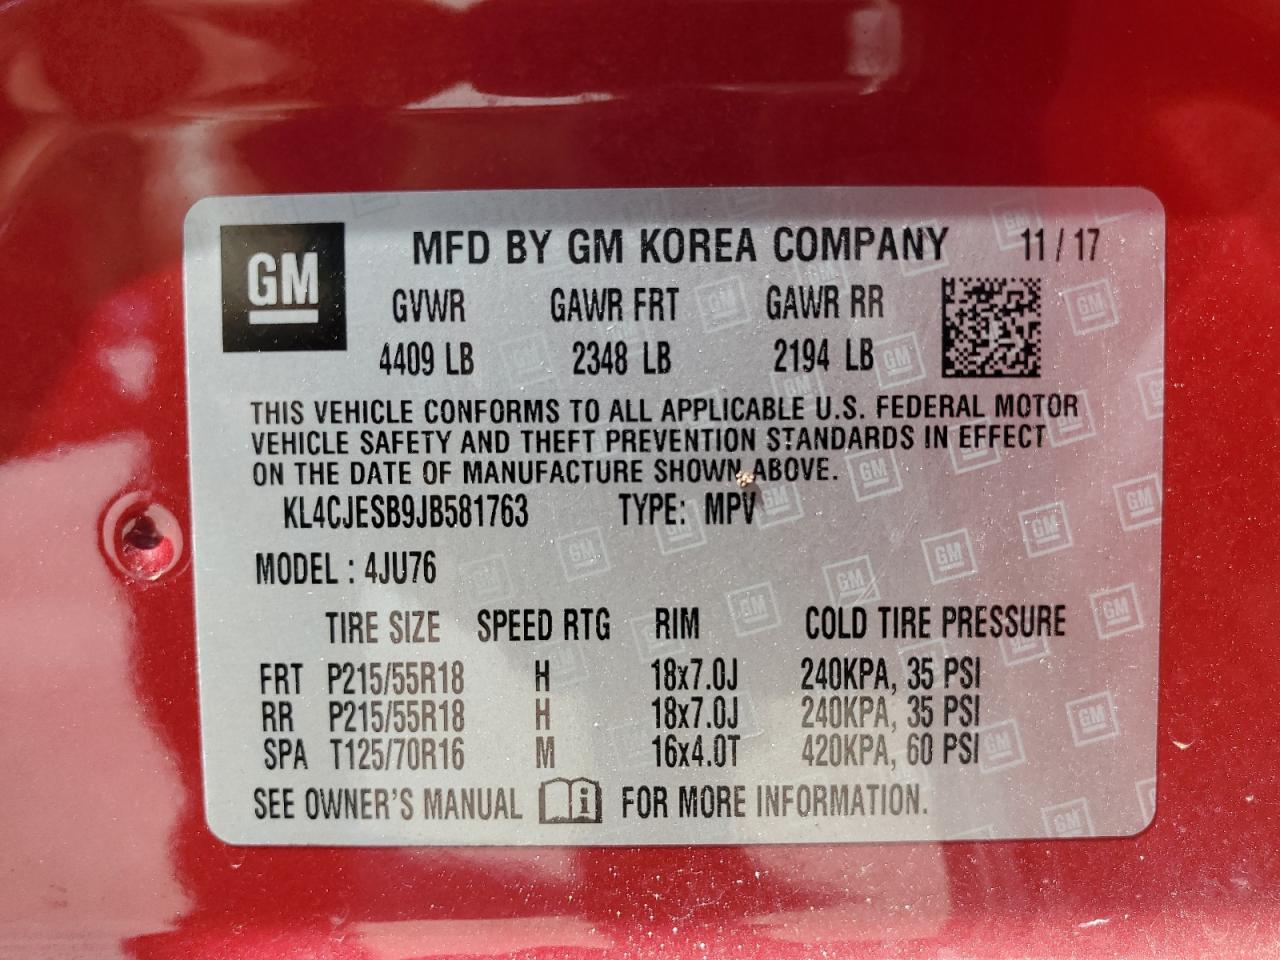 GM MFD BY GM KOREA COMPANY 11 / 17
GVWR GAWR FRT GAWR RR
4409 LB 2348 LB 2194 LB
THIS VEHICLE CONFORMS TO ALL APPLICABLE U.S. FEDERAL MOTOR
VEHICLE SAFETY AND THEFT PREVENTION STANDARDS IN EFFECT
ON THE DATE OF MANUFACTURE SHOWN ABOVE.
KL4CJESB9JB581763 TYPE: MPV
MODEL : 4JU76
TIRE SIZE SPEED RTG RIM COLD TIRE PRESSURE
FRT P215/55R18 H 18x7.0J 240KPA, 35 PSI
RR P215/55R18 H 18x7.0J 240KPA, 35 PSI
SPA T125/70R16 M 16x4.0T 420KPA, 60 PSI
SEE OWNER'S MANUAL i FOR MORE INFORMATION.